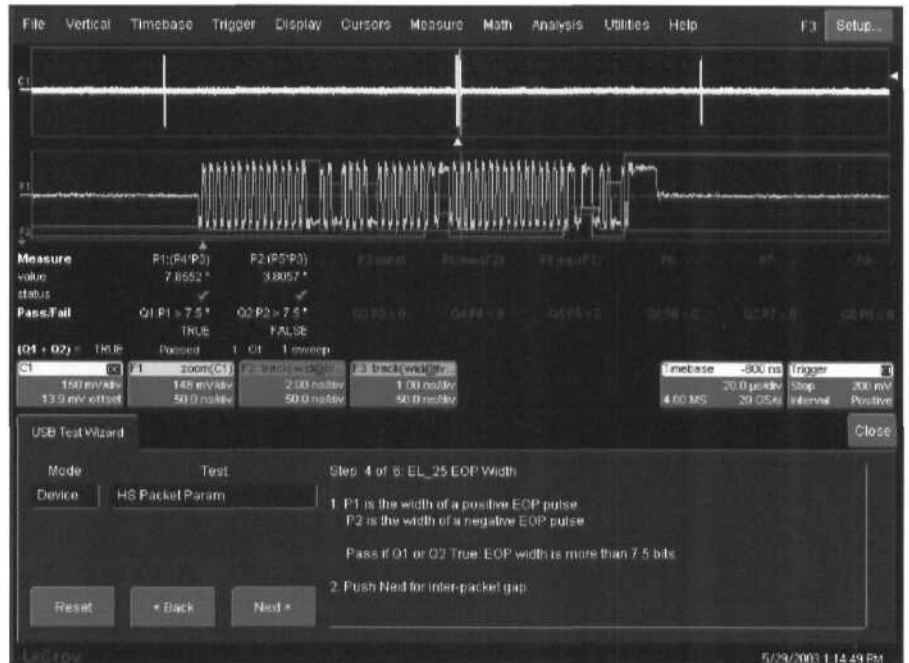 File Vertical Timebase Trigger Display Cursors Measure Math Analysis Utilities Help F3 Setup...
C1
F1
Measure P1:(P4*P3) P2:(P5*P3)
value 7.8552 * 3.8057 *
status ✓ ✓
Pass/Fail Q1:P1 > 7.5 * Q2:P2 > 7.5 *
TRUE FALSE
(Q1 + Q2) = TRUE Passed 1 Of 1 sweep
C1 F1 zoom(C1) F3 Timebase -800 ns Trigger
150 mV/div 148 mV/div 2.00 ns/div 1.00 ns/div 20.0 µs/div Stop 200 mV
13.9 mV offset 50.0 ns/div 50.0 ns/div 50.0 ns/div 4.00 MS 20 GS/s Interval Positive
USB Test Wizard Close
Mode Test Step 4 of 6: EL_25 EOP Width
Device HS Packet Param
1. P1 is the width of a positive EOP pulse
P2 is the width of a negative EOP pulse
Pass if Q1 or Q2 True: EOP width is more than 7.5 bits
2. Push Next for inter-packet gap.
Reset Back Next
LeCroy 5/29/2003 1:14:49 PM